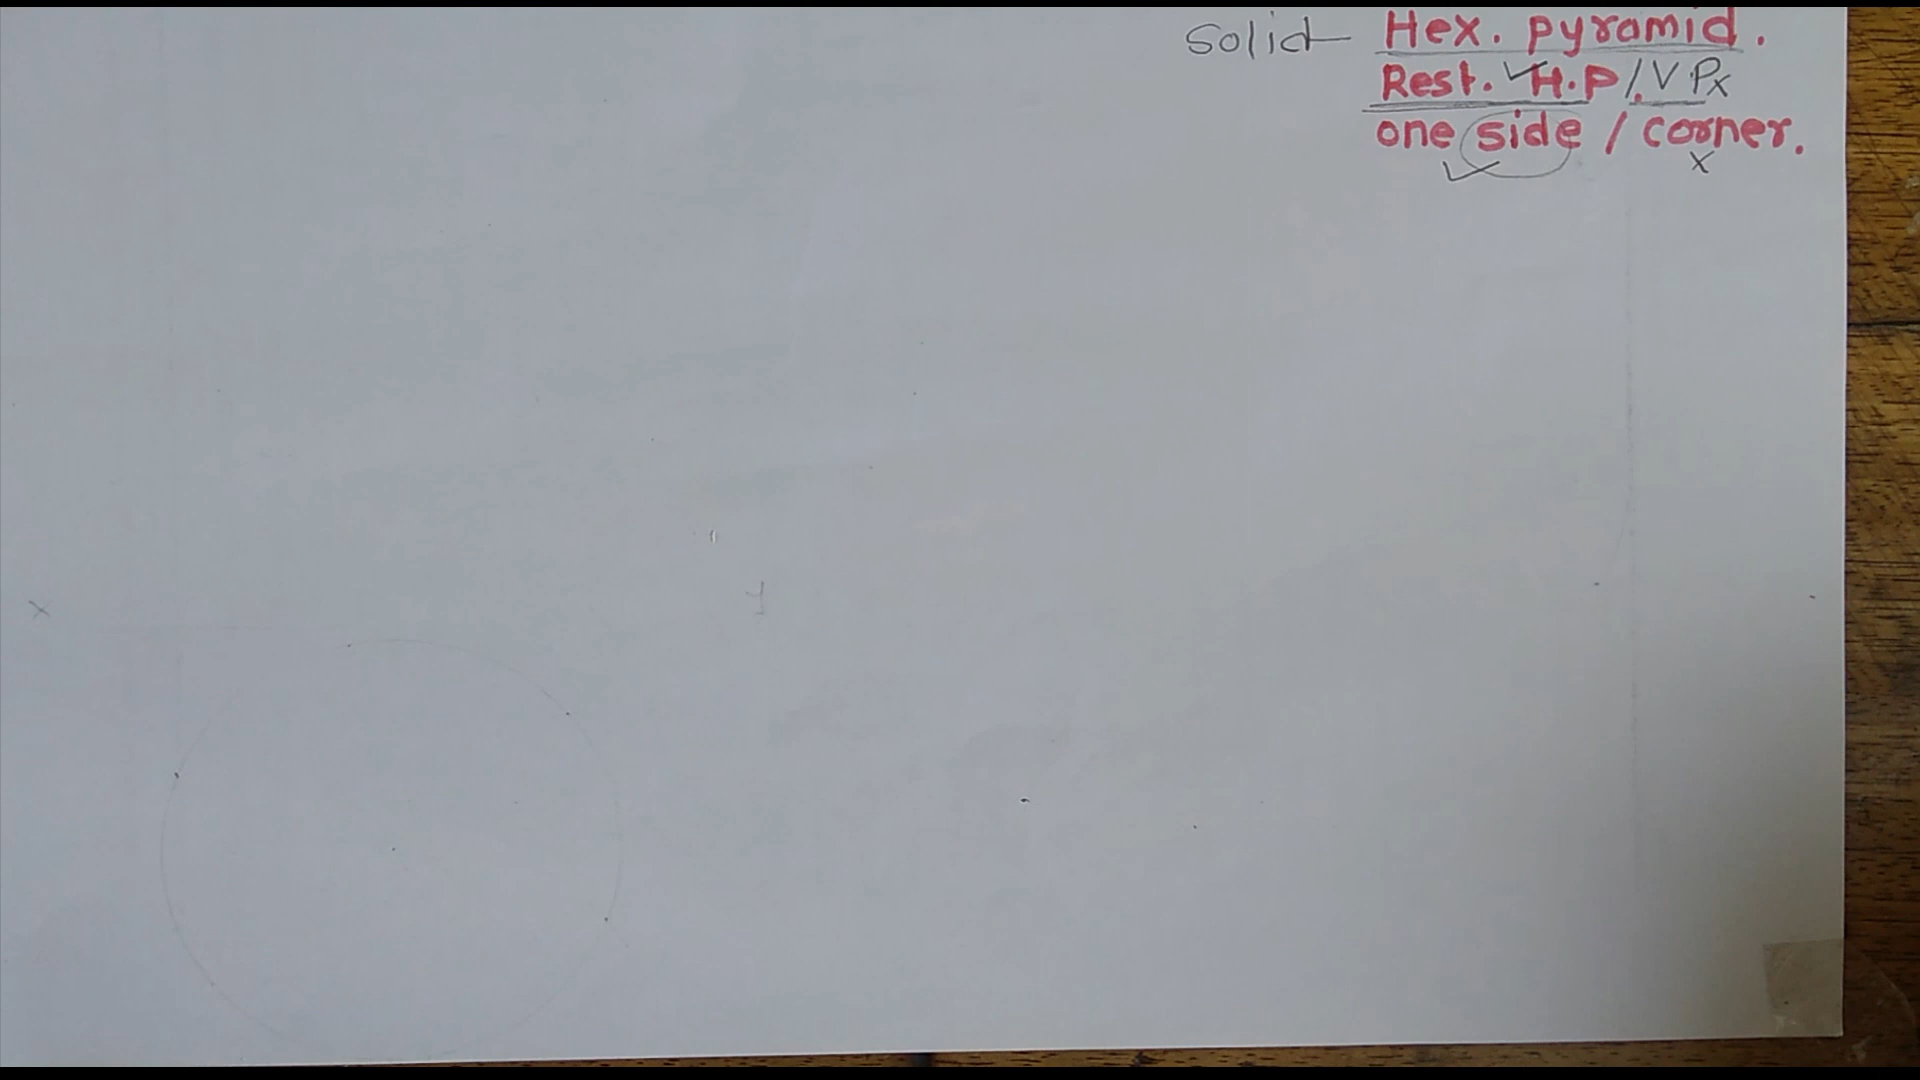 Solid - Hex. pyramid.
Rest. ✓ H.P / V.P x
one side / corner.
✓ x
x